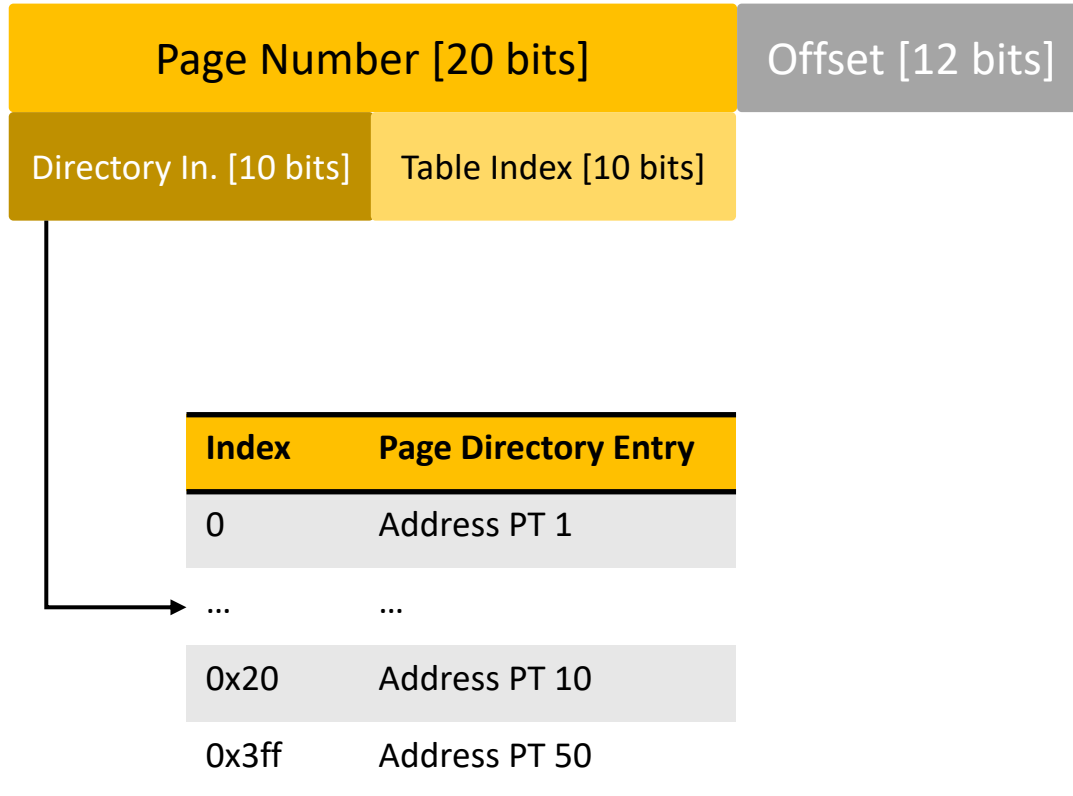 Page Number [20 bits] Offset [12 bits]
Directory In. [10 bits] Table Index [10 bits]
Index Page Directory Entry
0 Address PT 1
... ...
0x20 Address PT 10
0x3ff Address PT 50